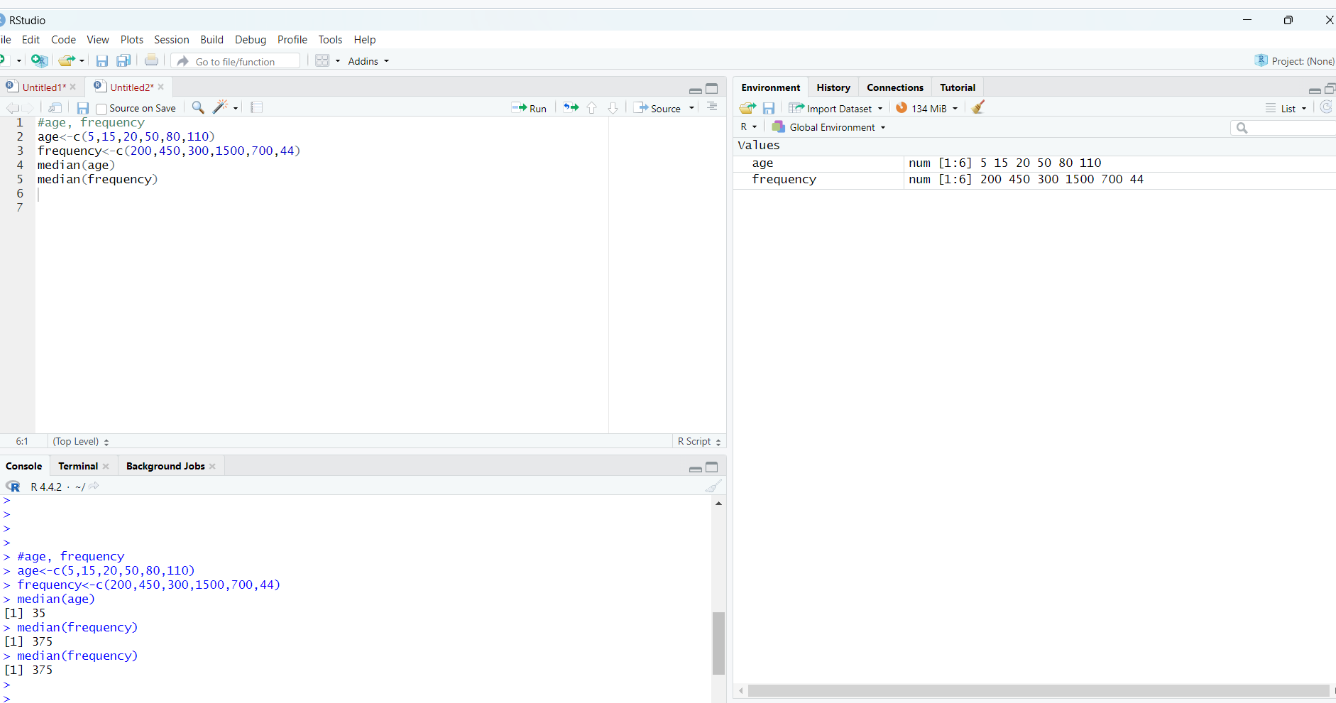 RStudio
ile Edit Code View Plots Session Build Debug Profile Tools Help
Go to file/function Addins Project: (None)
Untitled1* Untitled2*
Source on Save Run Source
1 #age, frequency
2 age<-c(5,15,20,50,80,110)
3 frequency<-c(200,450,300,1500,700,44)
4 median(age)
5 median(frequency)
6
7
6:1 (Top Level) R Script
Console Terminal Background Jobs
R 4.4.2 · ~/
>
>
>
>
> #age, frequency
> age<-c(5,15,20,50,80,110)
> frequency<-c(200,450,300,1500,700,44)
> median(age)
[1] 35
> median(frequency)
[1] 375
> median(frequency)
[1] 375
>
>
Environment History Connections Tutorial
Import Dataset 134 MiB List
R Global Environment
Values
age num [1:6] 5 15 20 50 80 110
frequency num [1:6] 200 450 300 1500 700 44